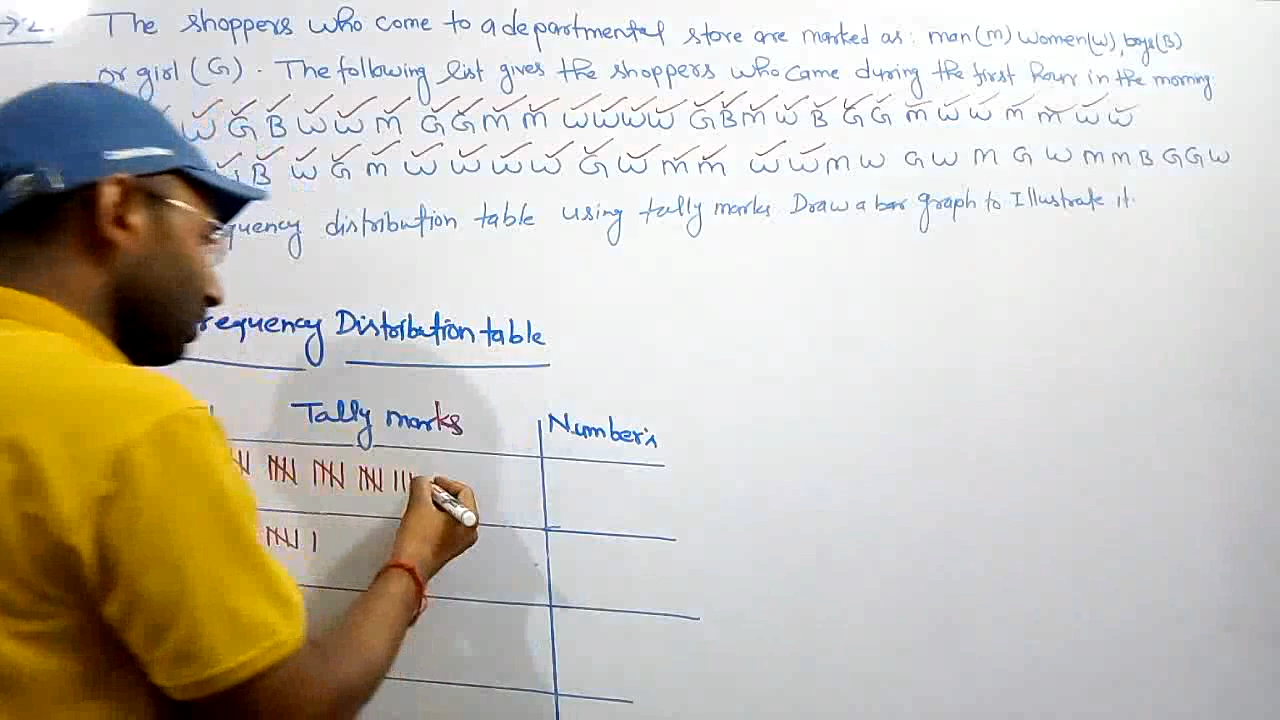 →2. The shoppers who come to a departmental store are marked as: man(m) women(w), boys(B)
or girl (G). The following list gives the shoppers who came during the first hour in the morning
W G B W W M G G M M W W W W G B M W B G G M W W M M W W
B W G M W W W W G W M M W W M W G W M G W M M B G G W
distribution table using tally marks Draw a bar graph to Illustrate it.
Distribution table
Tally marks Number's